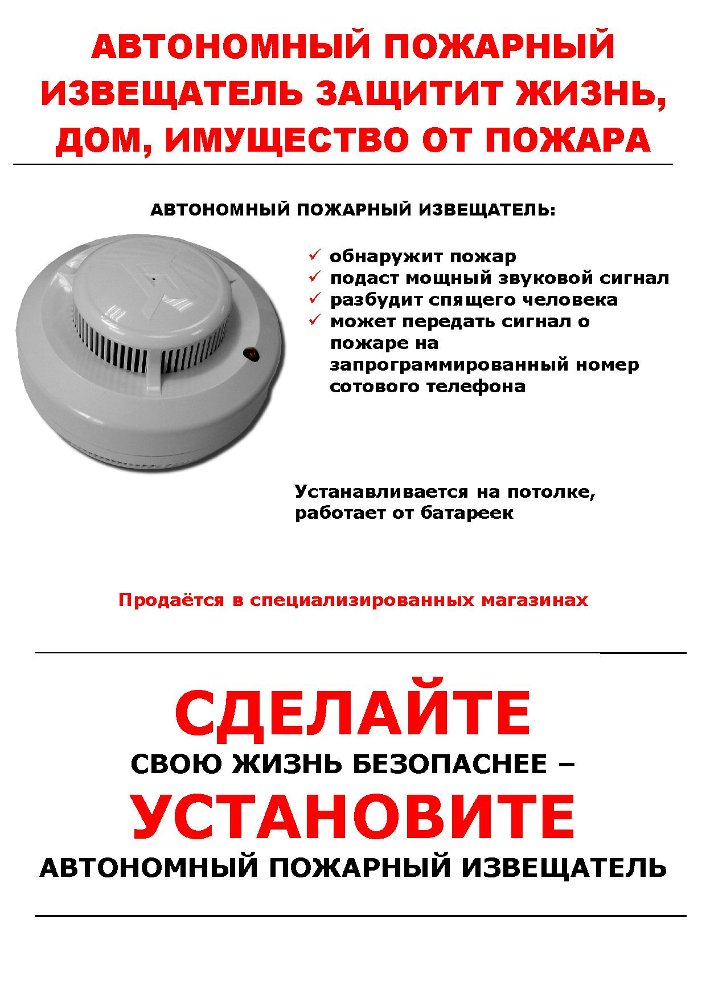 АВТОНОМНЫЙ ПОЖАРНЫЙ
ИЗВЕЩАТЕЛЬ ЗАЩИТИТ ЖИЗНЬ,
ДОМ, ИМУЩЕСТВО ОТ ПОЖАРА
АВТОНОМНЫЙ ПОЖАРНЫЙ ИЗВЕЩАТЕЛЬ:
✓ обнаружит пожар
✓ подаст мощный звуковой сигнал
✓ разбудит спящего человека
✓ может передать сигнал о
пожаре на
запрограммированный номер
сотового телефона
Устанавливается на потолке,
работает от батареек
Продаётся в специализированных магазинах
СДЕЛАЙТЕ
СВОЮ ЖИЗНЬ БЕЗОПАСНЕЕ –
УСТАНОВИТЕ
АВТОНОМНЫЙ ПОЖАРНЫЙ ИЗВЕЩАТЕЛЬ